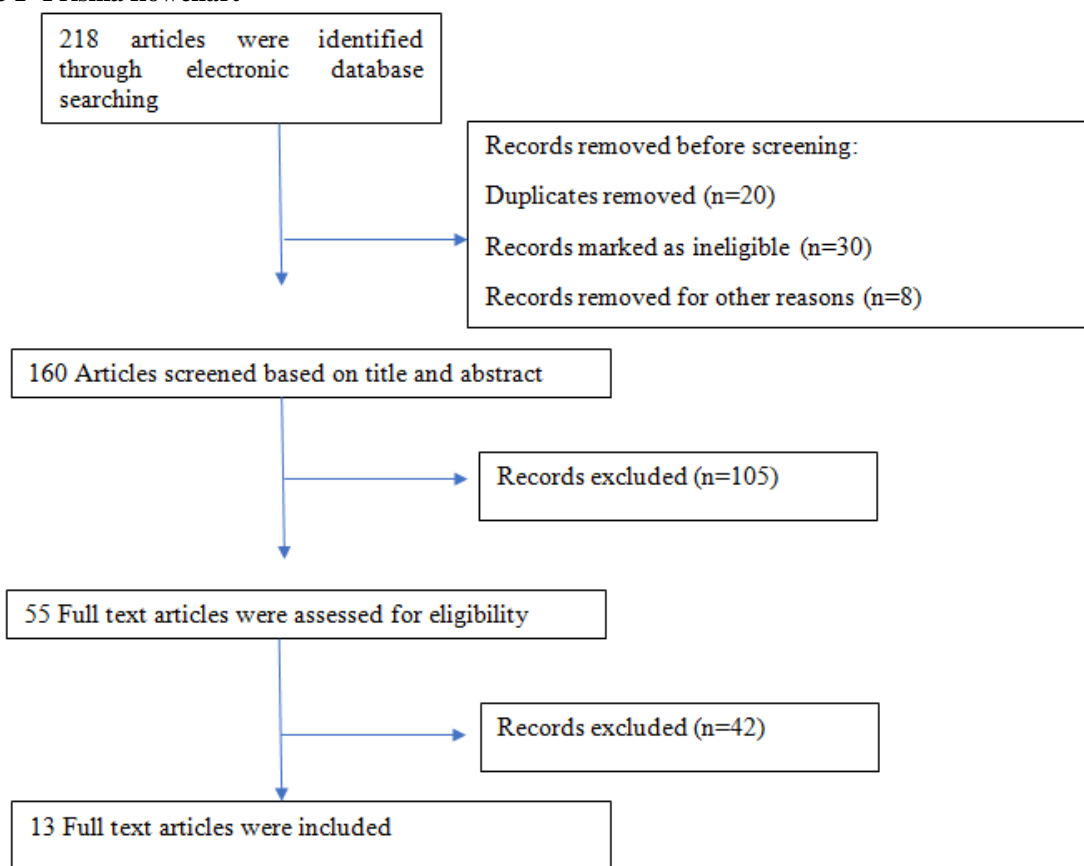 218 articles were identified
through electronic database
searching
Records removed before screening:
Duplicates removed (n=20)
Records marked as ineligible (n=30)
Records removed for other reasons (n=8)
160 Articles screened based on title and abstract
Records excluded (n=105)
55 Full text articles were assessed for eligibility
Records excluded (n=42)
13 Full text articles were included